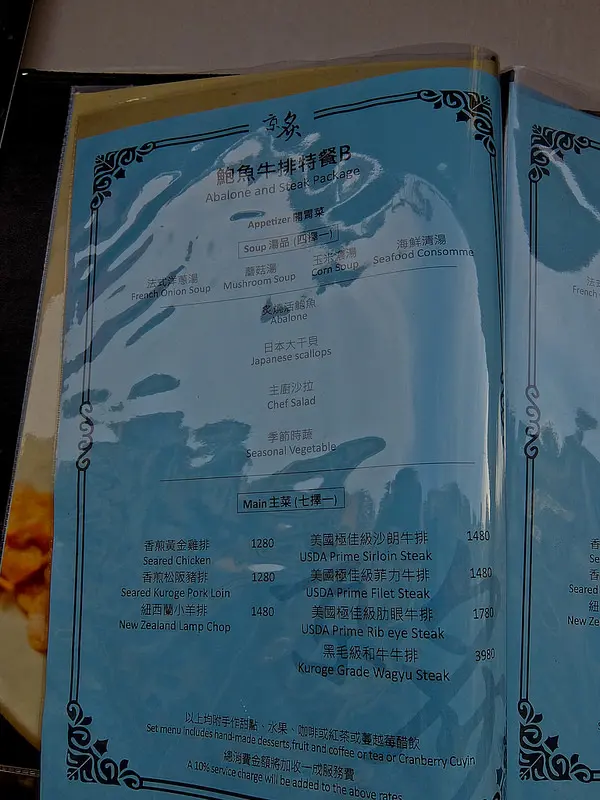 京炙
鮑魚牛排特餐B
Abalone and Steak Package
Appetizer 開胃菜
Soup 湯品 (四擇一)
法式洋蔥湯 蘑菇湯 玉米濃湯 海鮮清湯
French Onion Soup Mushroom Soup Corn Soup Seafood Consomme
炙燒活鮑魚
Abalone
日本大干貝
Japanese scallops
主廚沙拉
Chef Salad
季節時蔬
Seasonal Vegetable
Main 主菜 (七擇一)
香煎黃金雞排 1280 美國極佳級沙朗牛排 1480
Seared Chicken USDA Prime Sirloin Steak
香煎松阪豬排 1280 美國極佳級菲力牛排 1480
Seared Kuroge Pork Loin USDA Prime Filet Steak
紐西蘭小羊排 1480 美國極佳級肋眼牛排 1780
New Zealand Lamp Chop USDA Prime Rib eye Steak
黑毛級和牛牛排 3980
Kuroge Grade Wagyu Steak
以上均附手作甜點、水果、咖啡或紅茶或蔓越莓醋飲
Set menu includes hand-made desserts,fruit and coffee or tea or Cranberry Cuyin
總消費金額將加收一成服務費
A 10% service charge will be added to the above rates